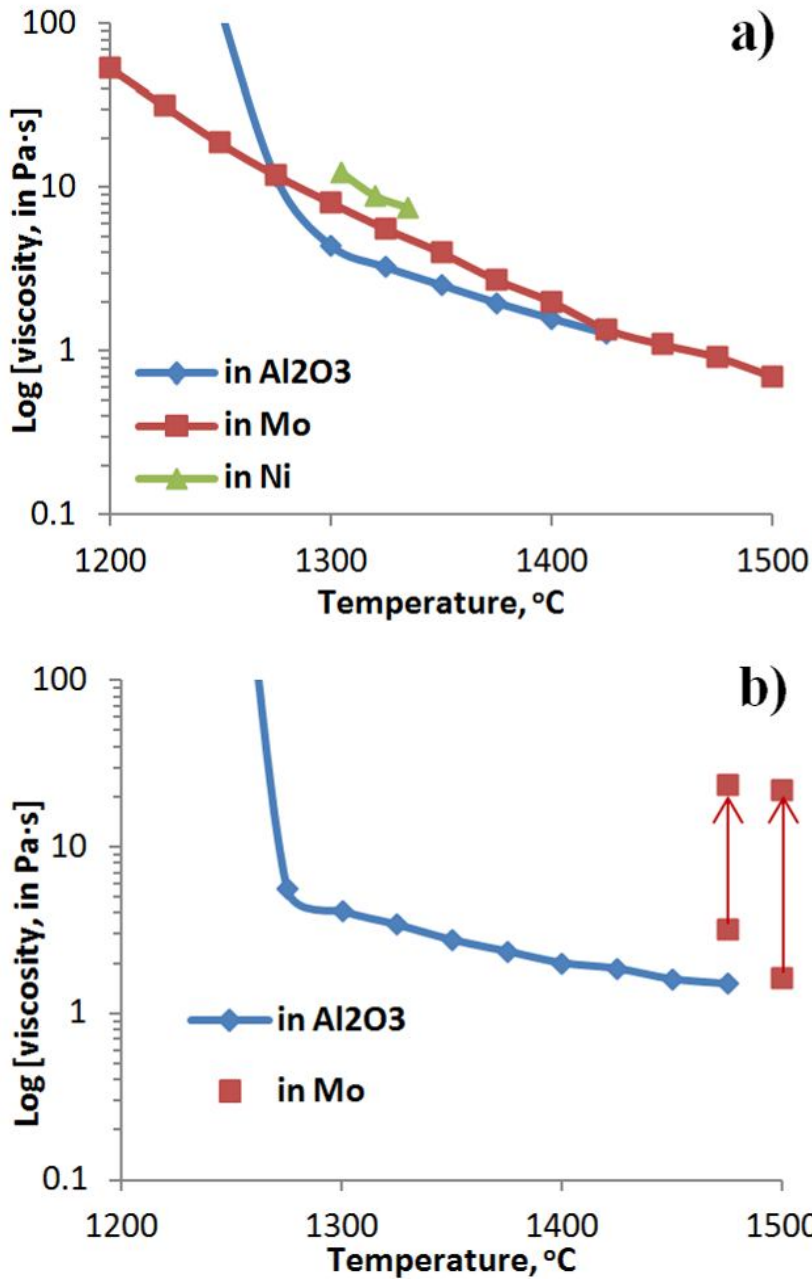 a)
100
10
1
0.1
Log [viscosity, in Pa·s]
in Al2O3
in Mo
in Ni
1200 1300 1400 1500
Temperature, ºC
b)
100
10
1
0.1
Log [viscosity, in Pa·s]
in Al2O3
in Mo
1200 1300 1400 1500
Temperature, ºC